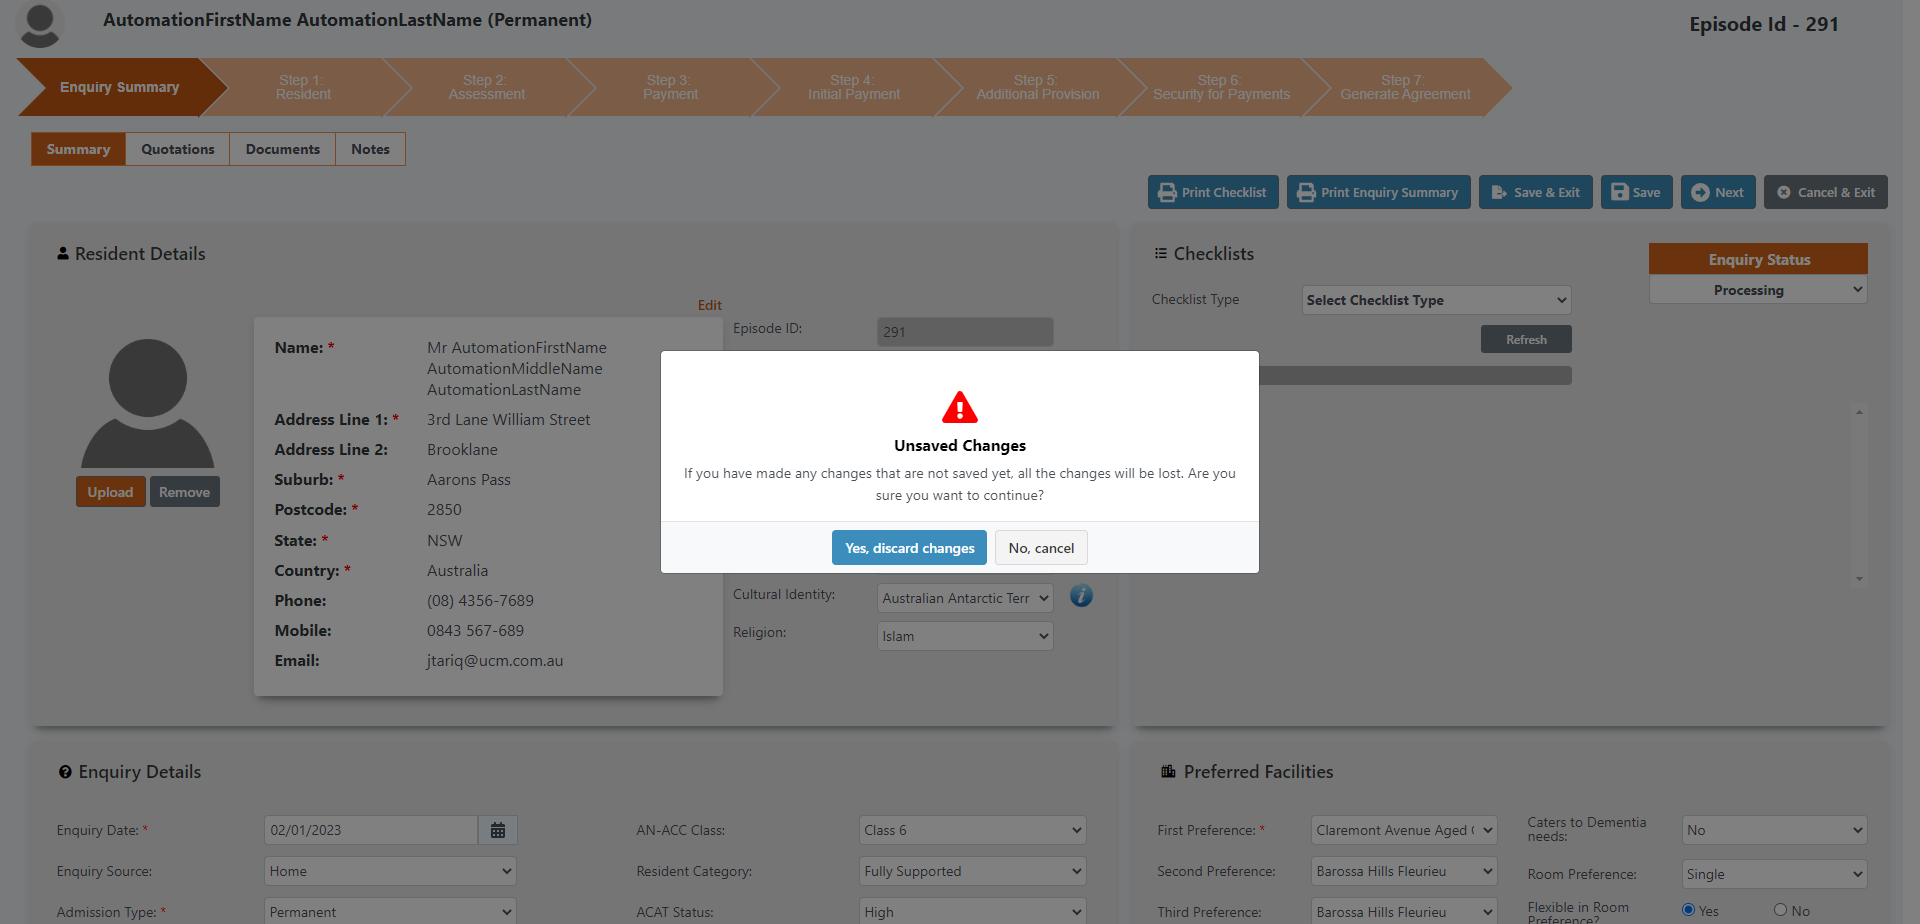 AutomationFirstName AutomationLastName (Permanent)
Episode Id - 291
Enquiry Summary
Step 1:
Resident
Step 2:
Assessment
Step 3:
Payment
Step 4:
Initial Payment
Step 5:
Additional Provision
Step 6:
Security for Payments
Step 7:
Generate Agreement
Summary
Quotations
Documents
Notes
Print Checklist
Print Enquiry Summary
Save & Exit
Save
Next
Cancel & Exit
Resident Details
Edit
Upload
Remove
Name: *
Mr AutomationFirstName
AutomationMiddleName
AutomationLastName
Address Line 1: *
3rd Lane William Street
Address Line 2:
Brooklane
Suburb: *
Aarons Pass
Postcode: *
2850
State: *
NSW
Country: *
Australia
Phone:
(08) 4356-7689
Mobile:
0843 567-689
Email:
jtariq@ucm.com.au
Episode ID:
291
Cultural Identity:
Australian Antarctic Terr
Religion:
Islam
Checklists
Checklist Type
Select Checklist Type
Refresh
Enquiry Status
Processing
Unsaved Changes
If you have made any changes that are not saved yet, all the changes will be lost. Are you
sure you want to continue?
Yes, discard changes
No, cancel
Enquiry Details
Enquiry Date: *
02/01/2023
Enquiry Source:
Home
Admission Type: *
Permanent
AN-ACC Class:
Class 6
Resident Category:
Fully Supported
ACAT Status:
High
Preferred Facilities
First Preference: *
Claremont Avenue Aged
Second Preference:
Barossa Hills Fleurieu
Third Preference:
Barossa Hills Fleurieu
Caters to Dementia
needs:
No
Room Preference:
Single
Flexible in Room
Preference?
Yes
No